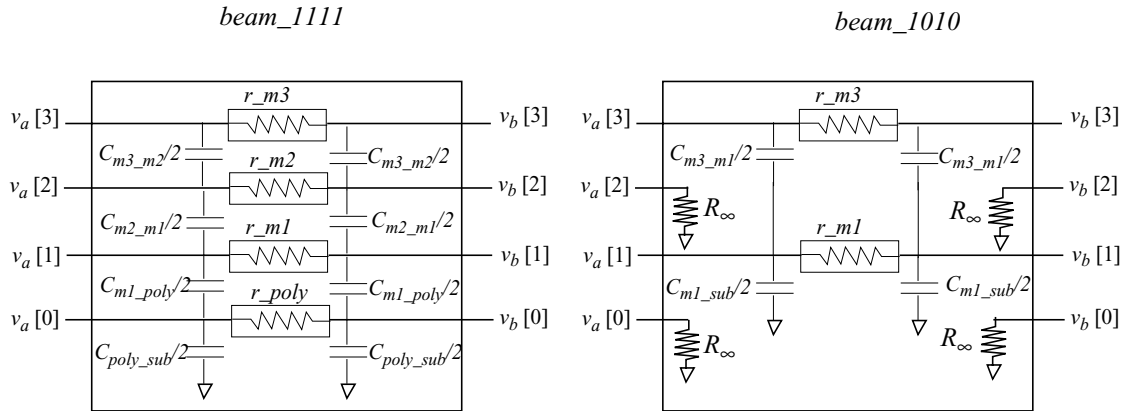 beam_1111 beam_1010
r_m3 r_m3
v_a [3] v_b [3] v_a [3] v_b [3]
C_m3_m2/2 C_m3_m2/2 C_m3_m1/2 C_m3_m1/2
r_m2
v_a [2] v_b [2] v_a [2] v_b [2]
R_∞ R_∞
C_m2_m1/2 C_m2_m1/2
r_m1 r_m1
v_a [1] v_b [1] v_a [1] v_b [1]
C_m1_poly/2 C_m1_poly/2 C_m1_sub/2 C_m1_sub/2
r_poly
v_a [0] v_b [0] v_a [0] v_b [0]
R_∞ R_∞
C_poly_sub/2 C_poly_sub/2